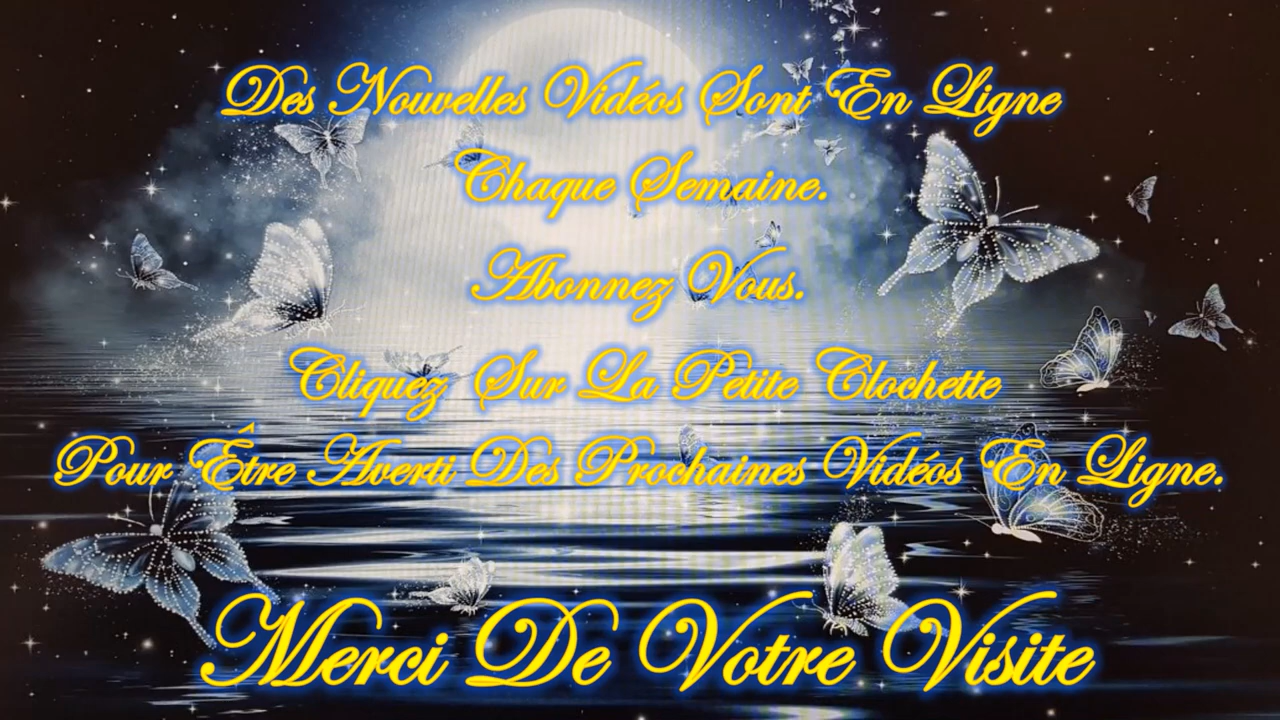 Des Nouvelles Vidéos Sont En Ligne
Chaque Semaine.
Abonnez Vous.
Cliquez Sur La Petite Clochette
Pour Être Averti Des Prochaines Vidéos En Ligne.
Merci De Votre Visite